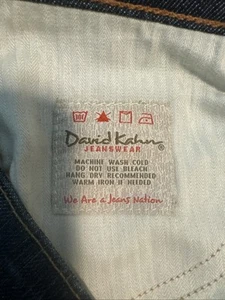 David Kahn®
JEANSWEAR
MACHINE WASH COLD
DO NOT USE BLEACH
HANG DRY RECOMMENDED
WARM IRON IF NEEDED
We Are a Jeans Nation